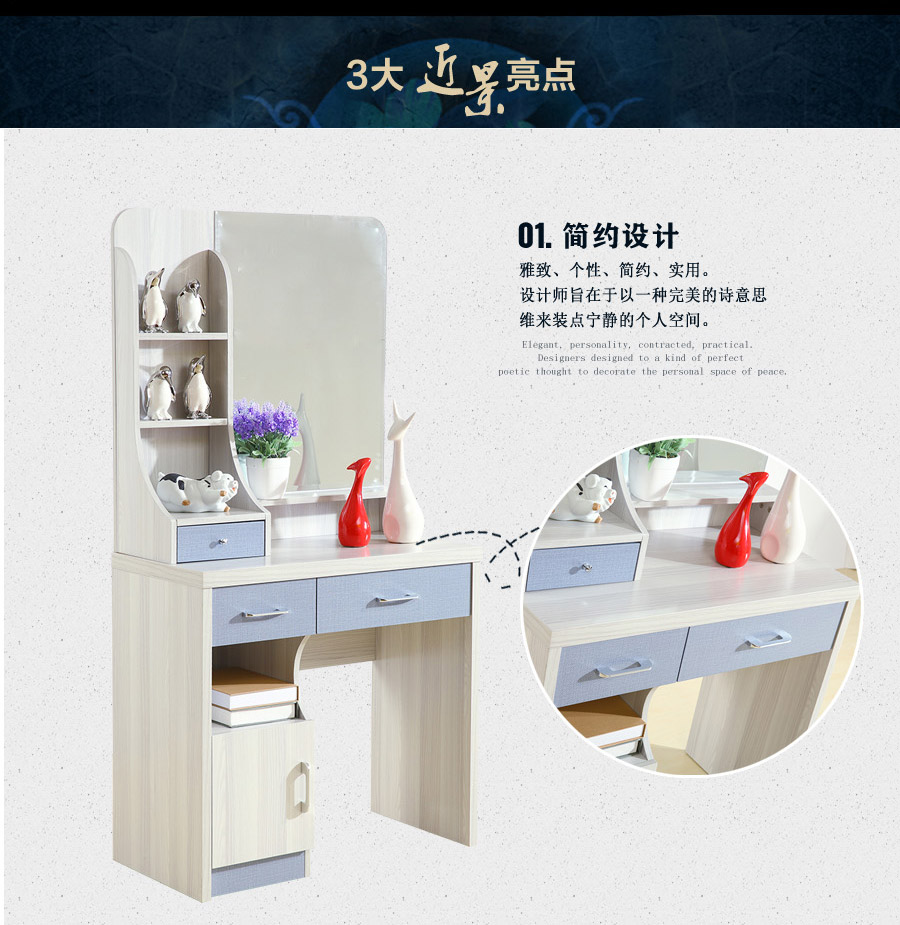 3大近景亮点
01. 简约设计
雅致、个性、简约、实用。
设计师旨在于以一种完美的诗意思
维来装点宁静的个人空间。
Elegant, personality, contracted, practical.
Designers designed to a kind of perfect
poetic thought to decorate the personal space of peace.